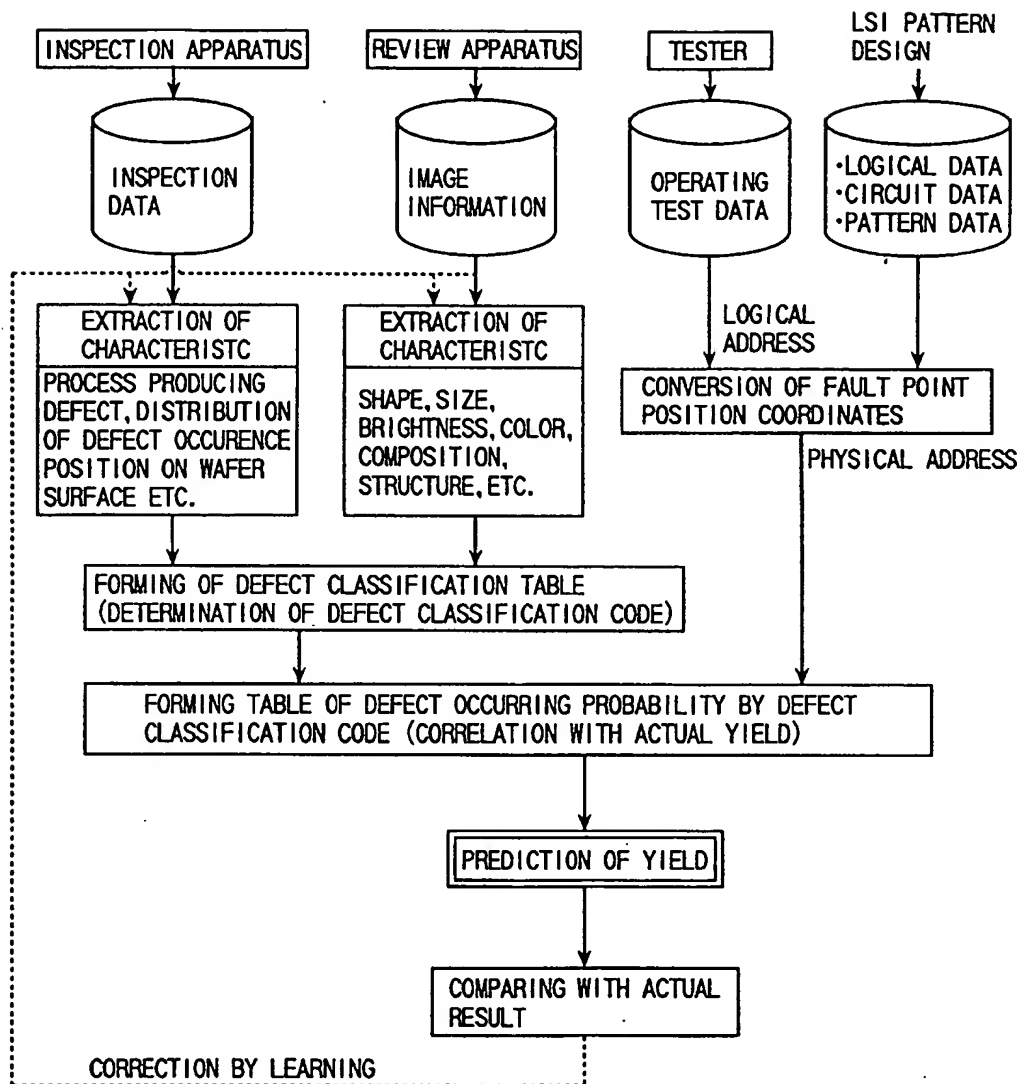 INSPECTION APPARATUS
REVIEW APPARATUS
TESTER
LSI PATTERN
DESIGN
INSPECTION
DATA
IMAGE
INFORMATION
OPERATING
TEST DATA
•LOGICAL DATA
•CIRCUIT DATA
•PATTERN DATA
EXTRACTION OF
CHARACTERISTC
PROCESS PRODUCING
DEFECT, DISTRIBUTION
OF DEFECT OCCURENCE
POSITION ON WAFER
SURFACE ETC.
EXTRACTION OF
CHARACTERISTC
SHAPE, SIZE,
BRIGHTNESS, COLOR,
COMPOSITION,
STRUCTURE, ETC.
LOGICAL
ADDRESS
CONVERSION OF FAULT POINT
POSITION COORDINATES
PHYSICAL ADDRESS
FORMING OF DEFECT CLASSIFICATION TABLE
(DETERMINATION OF DEFECT CLASSIFICATION CODE)
FORMING TABLE OF DEFECT OCCURRING PROBABILITY BY DEFECT
CLASSIFICATION CODE (CORRELATION WITH ACTUAL YIELD)
PREDICTION OF YIELD
COMPARING WITH ACTUAL
RESULT
CORRECTION BY LEARNING